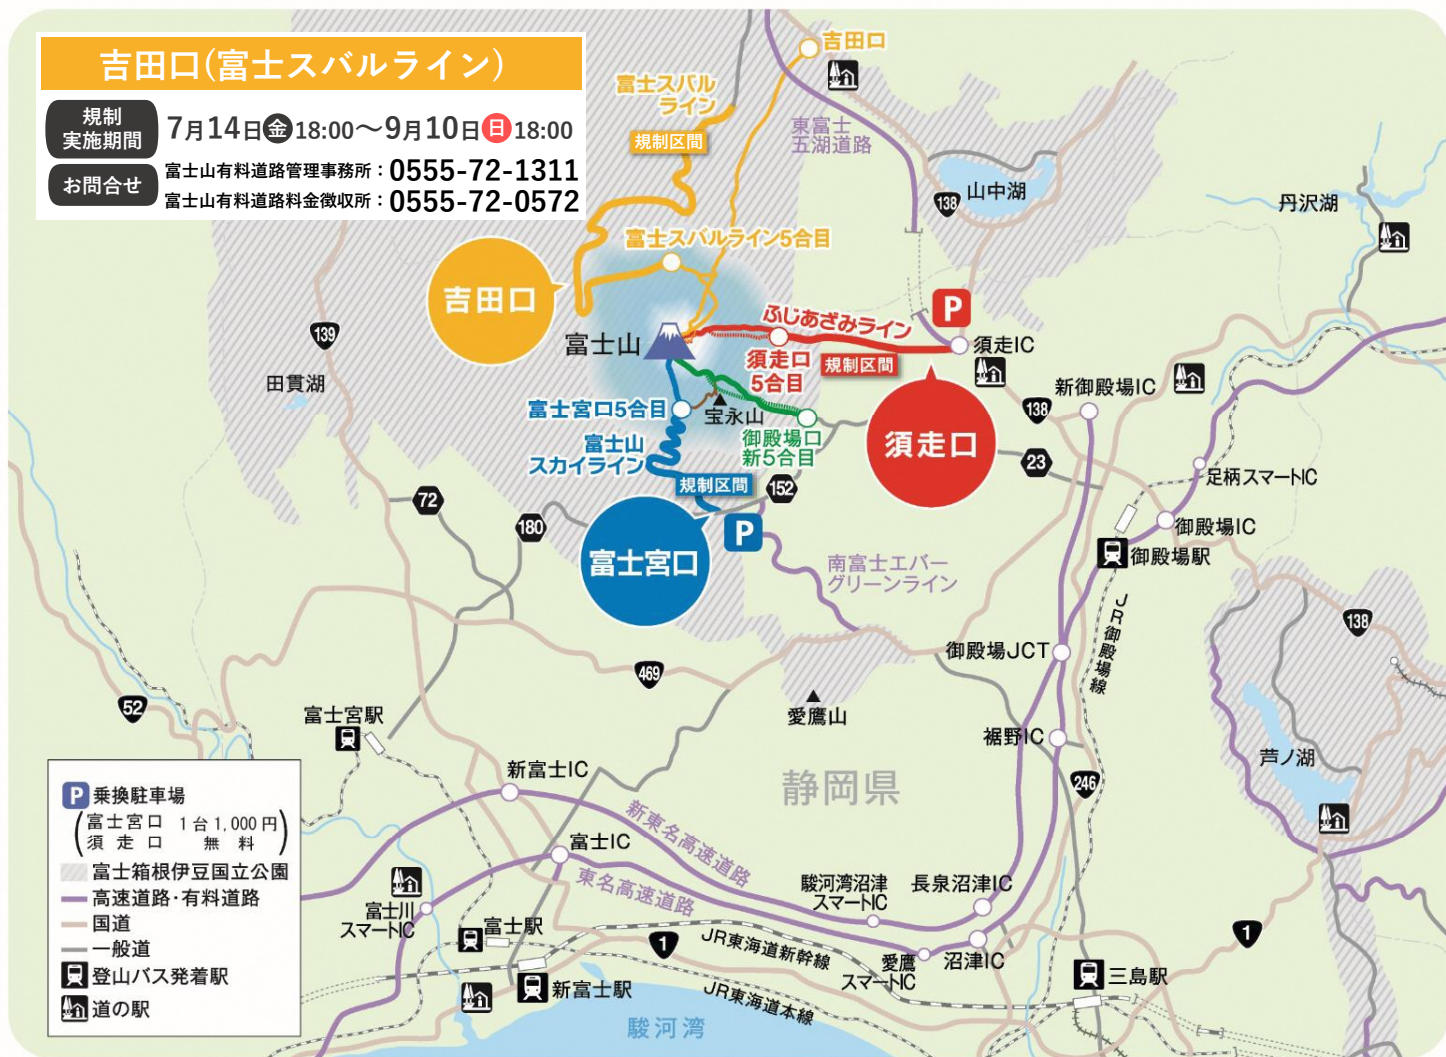 吉田口(富士スバルライン)
規制
実施期間
7月14日金18:00～9月10日日18:00
お問合せ
富士山有料道路管理事務所：0555-72-1311
富士山有料道路料金徴収所：0555-72-0572
吉田口
富士スバル
ライン
規制区間
東富士
五湖道路
138
山中湖
丹沢湖
富士スバルライン5合目
吉田口
139
田貫湖
富士山
ふじあざみライン
P
須走IC
須走口
5合目
規制区間
新御殿場IC
138
富士宮口5合目
宝永山
御殿場口
新5合目
須走口
富士山
スカイライン
規制区間
152
23
足柄スマートIC
72
180
P
富士宮口
御殿場IC
御殿場駅
南富士エバー
グリーンライン
JR御殿場線
138
御殿場JCT
469
愛鷹山
52
富士宮駅
裾野IC
芦ノ湖
新富士IC
静岡県
246
新東名高速道路
富士IC
東名高速道路
駿河湾沼津
スマートIC
長泉沼津IC
富士川
スマートIC
富士駅
1
JR東海道新幹線
愛鷹
スマートIC
沼津IC
1
新富士駅
JR東海道本線
三島駅
駿河湾
P 乗換駐車場
(富士宮口 1台1,000円
須走口 無料)
富士箱根伊豆国立公園
高速道路・有料道路
国道
一般道
登山バス発着駅
道の駅